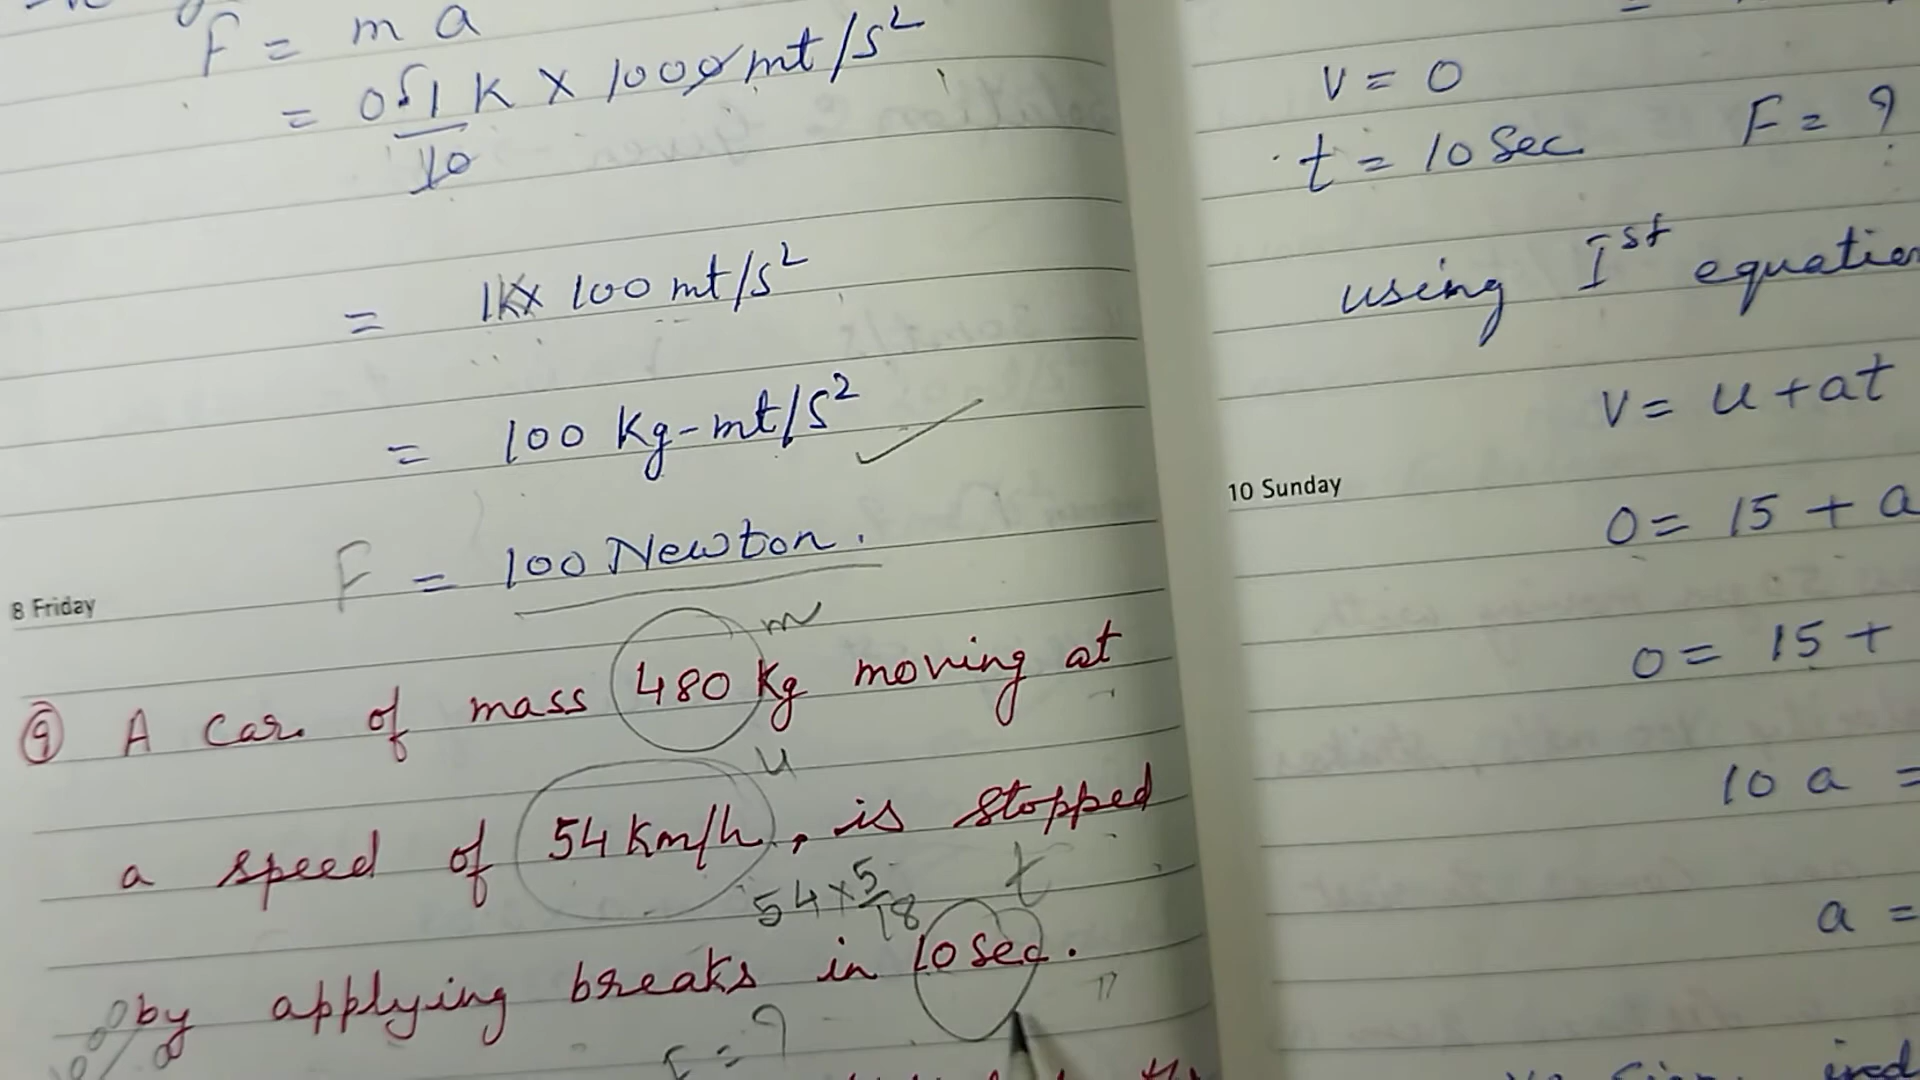 F = m a
= 0.1 K × 1000 mt/s²
10
= 1K× 100 mt/s²
= 100 Kg-mt/s²
F = 100 Newton.
8 Friday
m
9 A car of mass 480 Kg moving at
u
a speed of 54 Km/h, is stopped
54 × 5/18
t
by applying breaks in 10 Sec.
= ?
V = 0
t = 10 Sec F = ?
using Ist equation
V = u + at
10 Sunday
0 = 15 + a
0 = 15 +
10 a =
a =